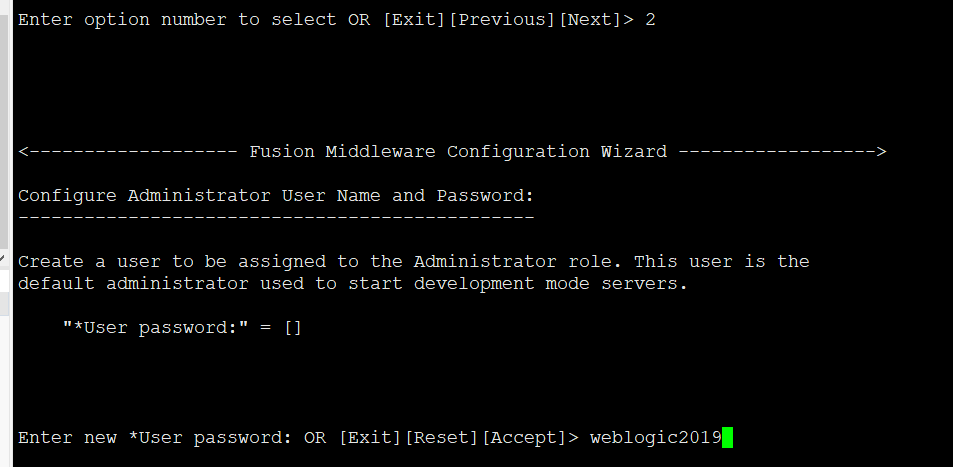 Enter option number to select OR [Exit][Previous][Next]> 2
<------------------- Fusion Middleware Configuration Wizard ------------------>
Configure Administrator User Name and Password:
-----------------------------------------------
Create a user to be assigned to the Administrator role. This user is the
default administrator used to start development mode servers.
"*User password:" = []
Enter new *User password: OR [Exit][Reset][Accept]> weblogic2019